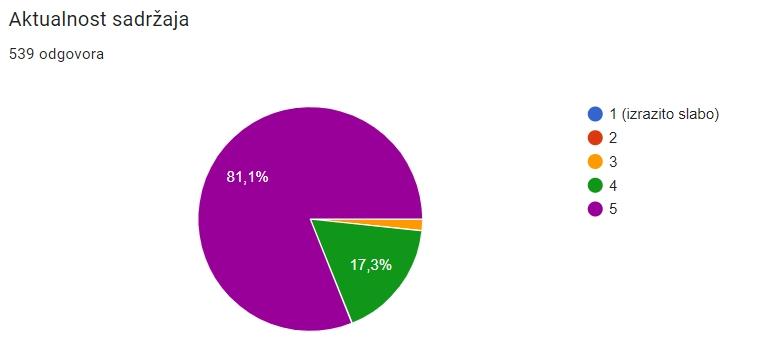 Aktualnost sadržaja
539 odgovora
81,1%
17,3%
1 (izrazito slabo)
2
3
4
5